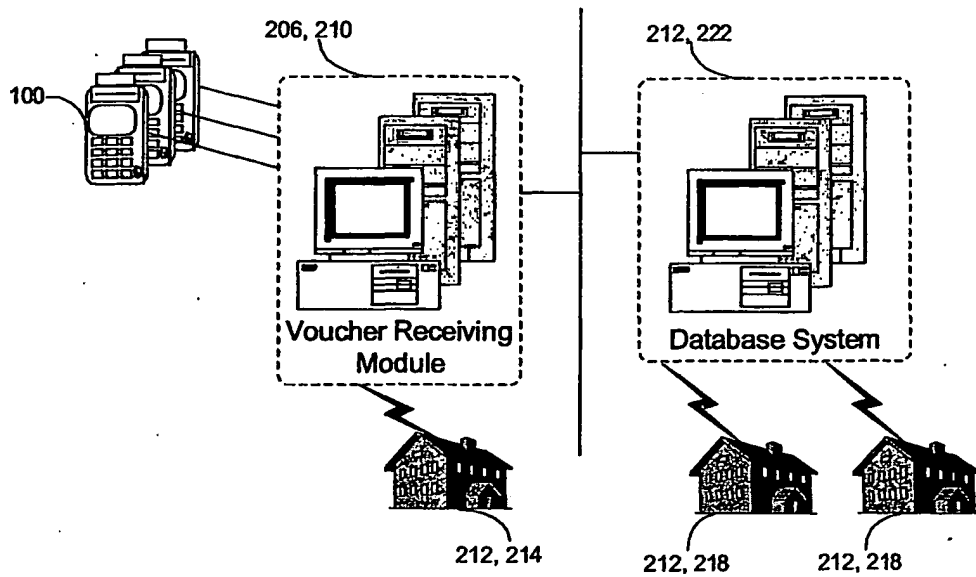 206, 210
212, 222
100
Voucher Receiving
Module
Database System
212, 214
212, 218
212, 218